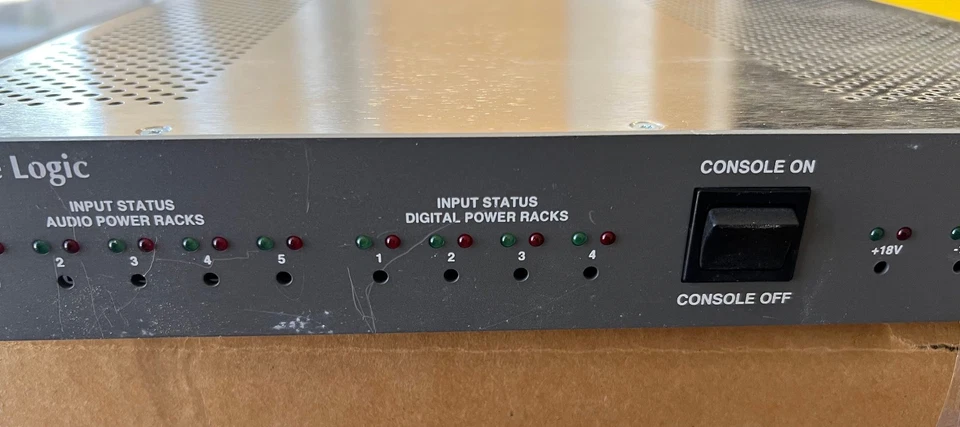 Logic
INPUT STATUS
AUDIO POWER RACKS
2 3 4 5
INPUT STATUS
DIGITAL POWER RACKS
1 2 3 4
CONSOLE ON
CONSOLE OFF
+18V